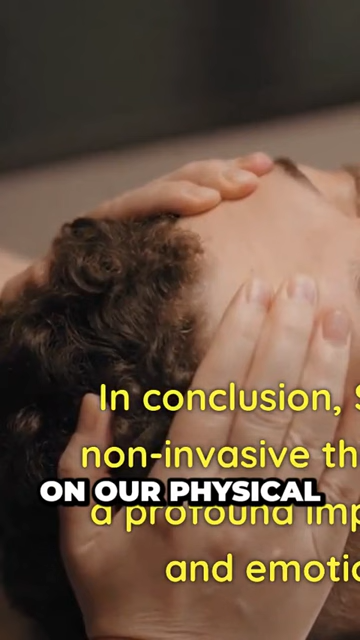 In conclusion,
non-invasive
ON OUR PHYSICAL
a profound
and